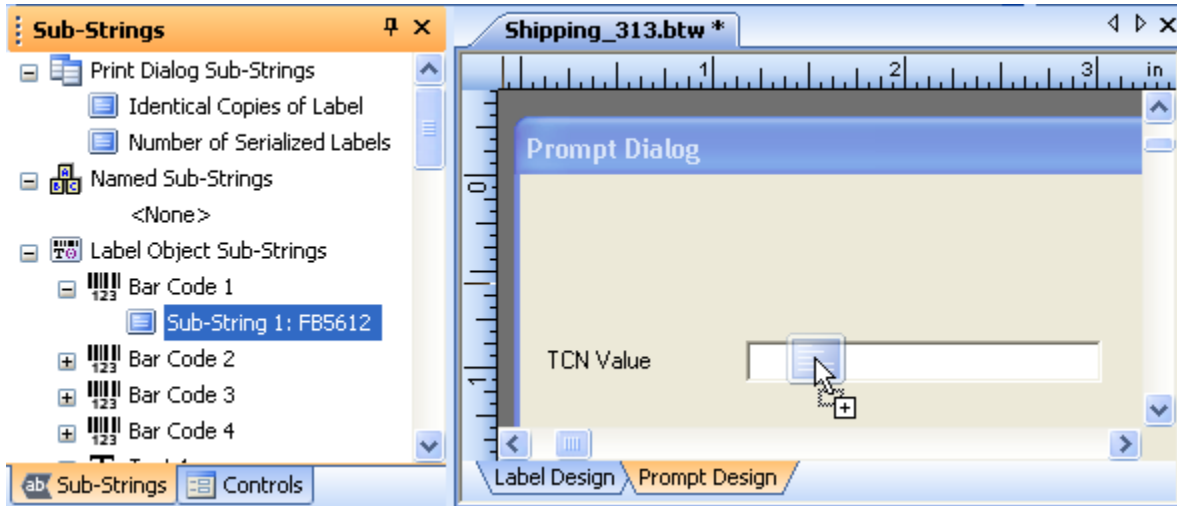 Sub-Strings
Print Dialog Sub-Strings
Identical Copies of Label
Number of Serialized Labels
Named Sub-Strings
<None>
Label Object Sub-Strings
Bar Code 1
Sub-String 1: FB5612
Bar Code 2
Bar Code 3
Bar Code 4
Sub-Strings Controls
Shipping_313.btw *
1 2 3 in.
Prompt Dialog
0
TCN Value
1
Label Design Prompt Design